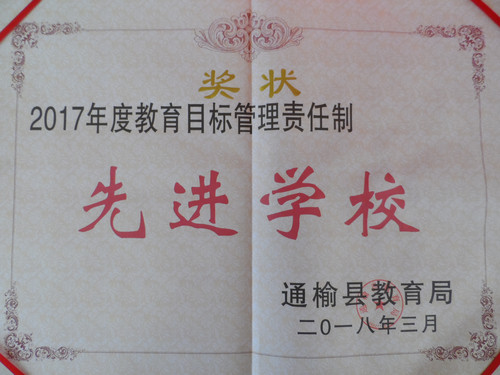 奖状
2017年度教育目标管理责任制
先进学校
通榆县教育局
二〇一八年三月